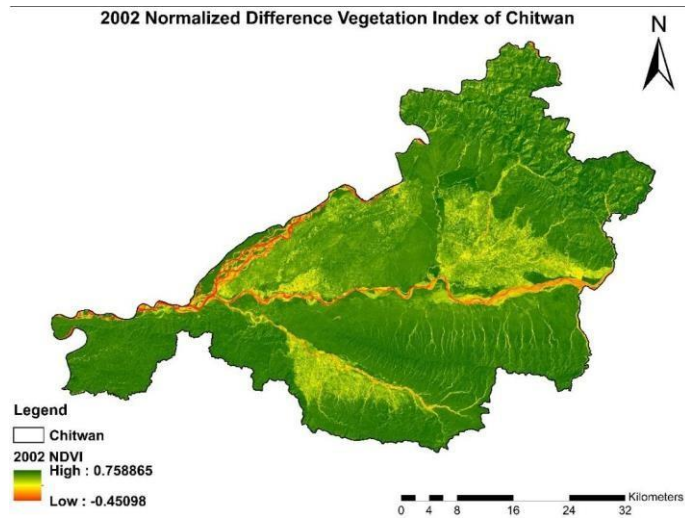 2002 Normalized Difference Vegetation Index of Chitwan
N
Legend
Chitwan
2002 NDVI
High : 0.758865
Low : -0.45098
Kilometers
0 2 4 8 16 24 32